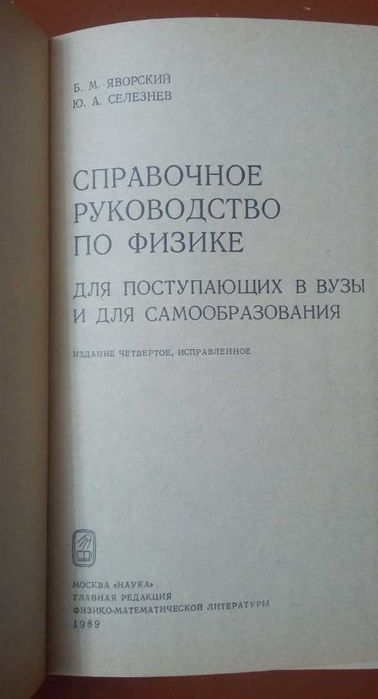 Б. М. ЯВОРСКИЙ
Ю. А. СЕЛЕЗНЕВ
СПРАВОЧНОЕ
РУКОВОДСТВО
ПО ФИЗИКЕ
ДЛЯ ПОСТУПАЮЩИХ В ВУЗЫ
И ДЛЯ САМООБРАЗОВАНИЯ
ИЗДАНИЕ ЧЕТВЕРТОЕ, ИСПРАВЛЕННОЕ
МОСКВА «НАУКА»
ГЛАВНАЯ РЕДАКЦИЯ
ФИЗИКО-МАТЕМАТИЧЕСКОЙ ЛИТЕРАТУРЫ
1989